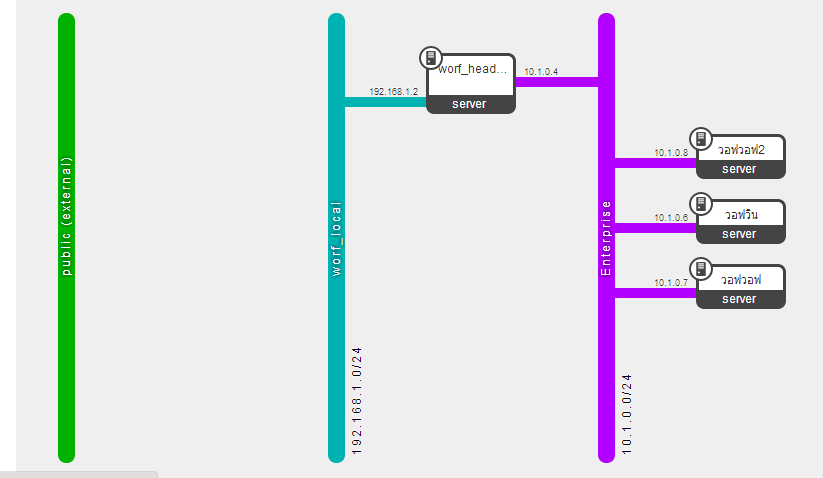 public (external)
worf_local
192.168.1.0/24
192.168.1.2
worf_head...
server
10.1.0.4
Enterprise
10.1.0.0/24
10.1.0.8
วอฟวอฟ2
server
10.1.0.6
วอฟวิน
server
10.1.0.7
วอฟวอฟ
server